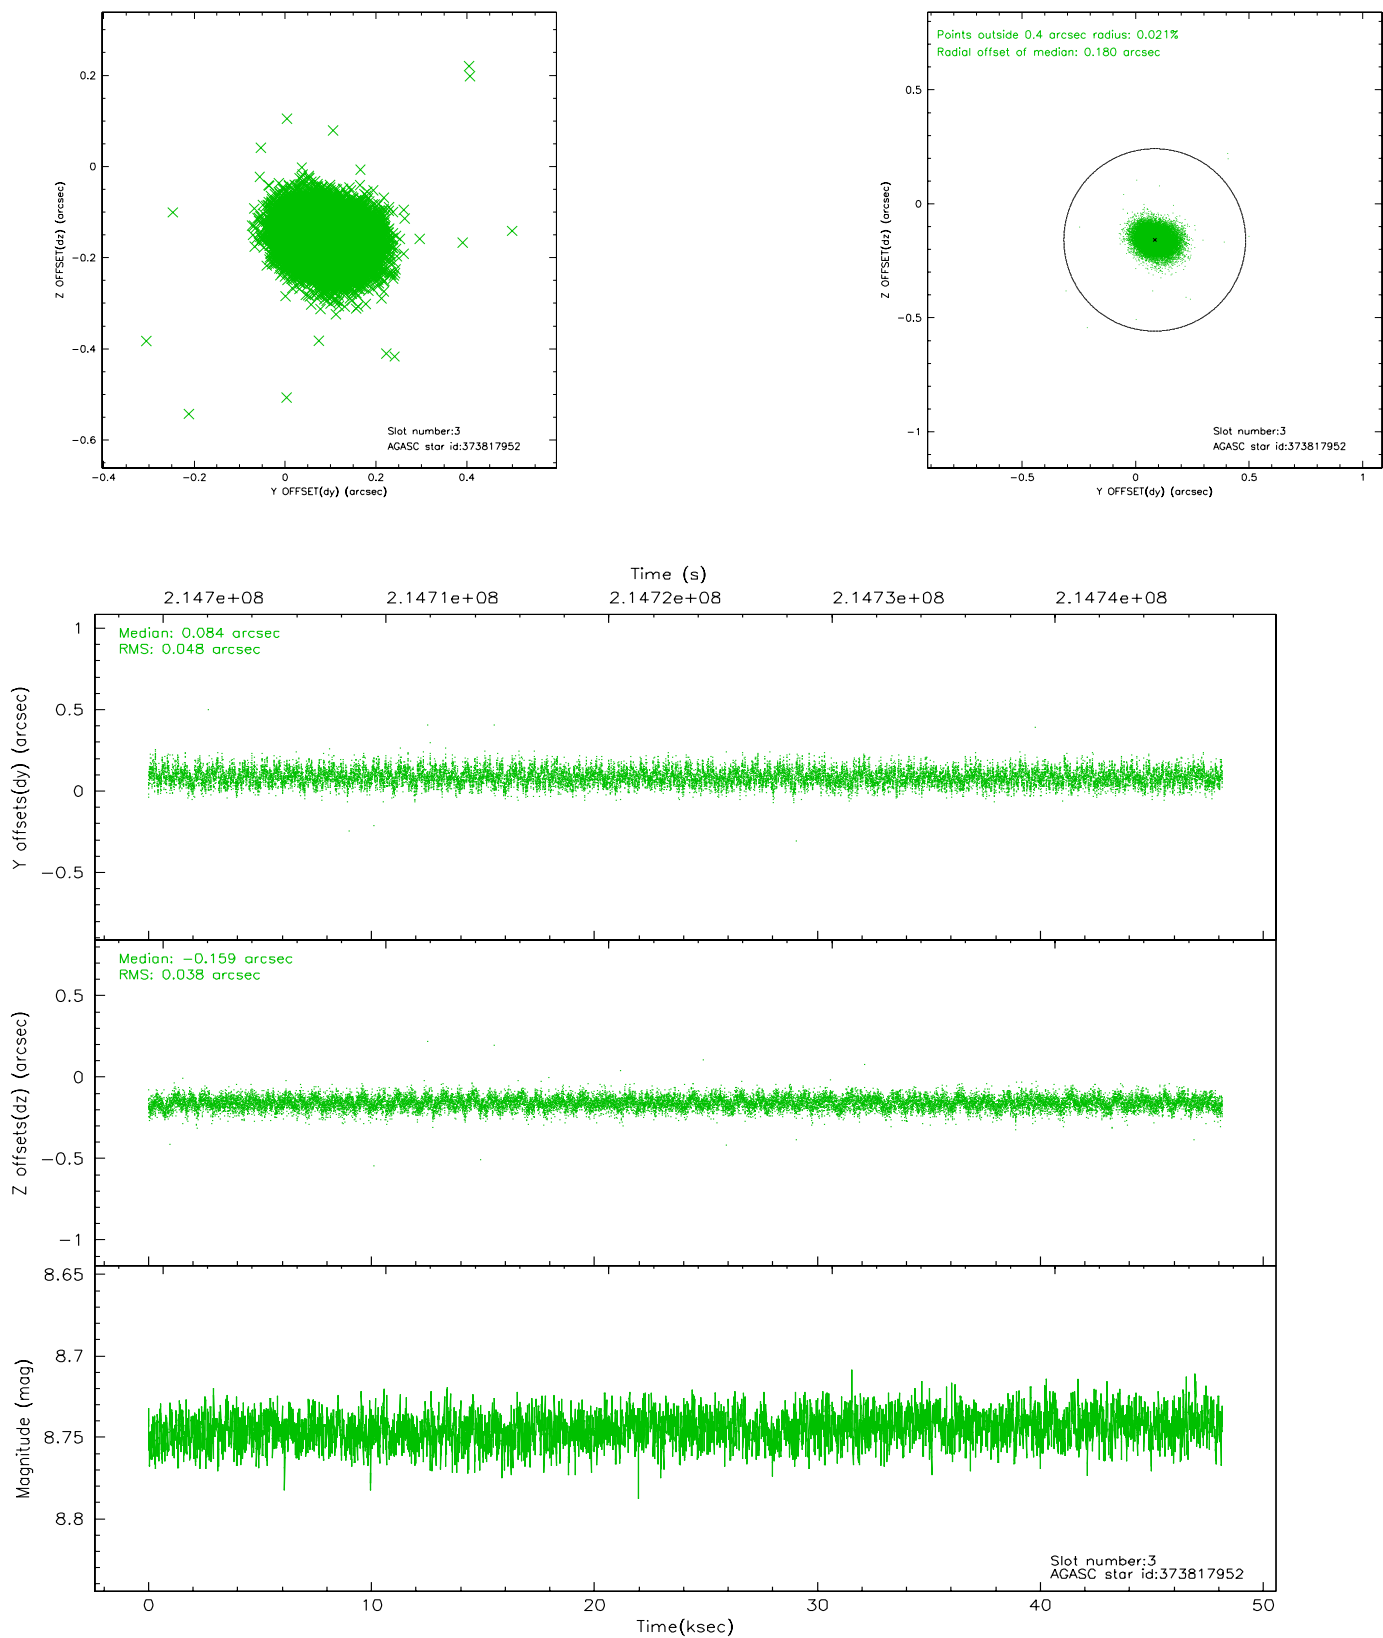 0.2
0
−0.2
−0.4
−0.6
Z OFFSET(dz) (arcsec)
Slot number:3
AGASC star id:373817952
−0.4
−0.2
0
0.2
0.4
Y OFFSET(dy) (arcsec)
Points outside 0.4 arcsec radius: 0.021%
Radial offset of median: 0.180 arcsec
0.5
0
−0.5
−1
Z OFFSET(dz) (arcsec)
Slot number:3
AGASC star id:373817952
−0.5
0
0.5
1
Y OFFSET(dy) (arcsec)
Time (s)
2.147e+08
2.1471e+08
2.1472e+08
2.1473e+08
2.1474e+08
Median: 0.084 arcsec
RMS: 0.048 arcsec
1
0.5
0
−0.5
Y offsets(dy) (arcsec)
Median: −0.159 arcsec
RMS: 0.038 arcsec
0.5
0
−0.5
−1
Z offsets(dz) (arcsec)
8.65
8.7
8.75
8.8
Magnitude (mag)
Slot number:3
AGASC star id:373817952
0
10
20
30
40
50
Time(ksec)